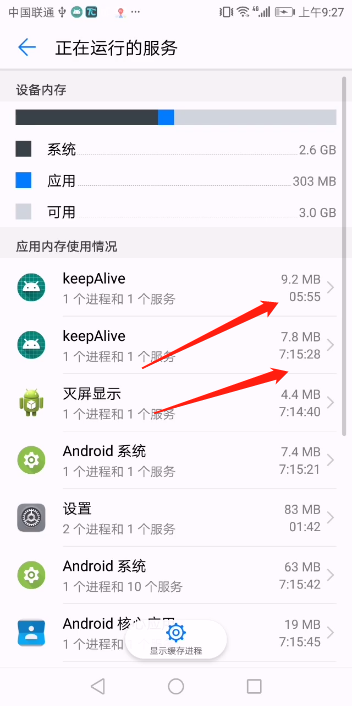 中国联通 上午9:27
正在运行的服务
设备内存
系统 2.6 GB
应用 303 MB
可用 3.0 GB
应用内存使用情况
keepAlive 9.2 MB
1 个进程和 1 个服务 05:55
keepAlive 7.8 MB
1 个进程和 1 个服务 7:15:28
灭屏显示 4.4 MB
1 个进程和 1 个服务 7:14:40
Android 系统 7.4 MB
1 个进程和 1 个服务 7:15:21
设置 83 MB
2 个进程和 1 个服务 01:42
Android 系统 63 MB
1 个进程和 10 个服务 7:15:42
Android 核心 19 MB
1 个进程 7:15:45
显示缓存进程